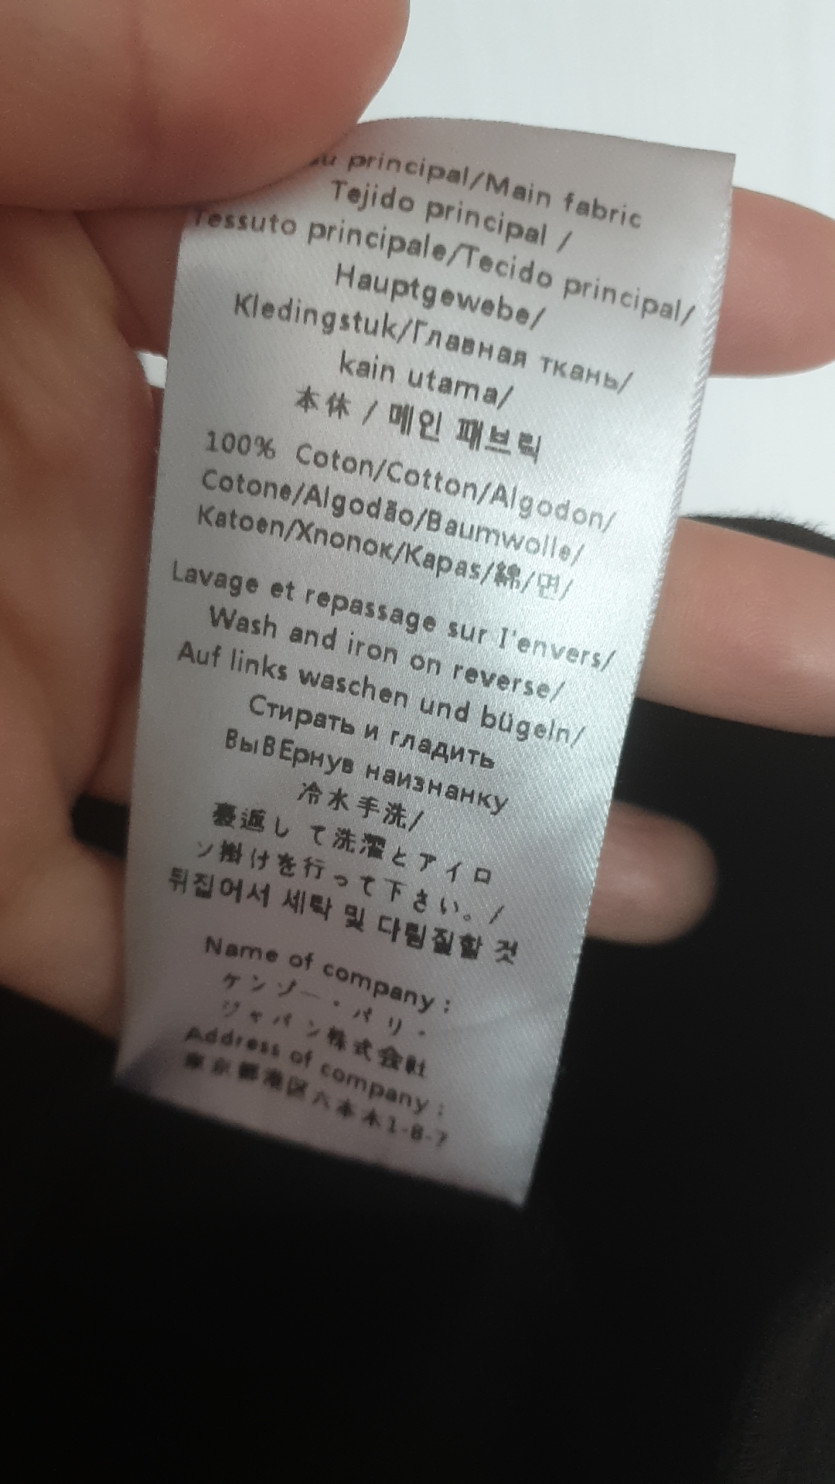 principal/Main fabric
Tejido principal /
Tessuto principale/Tecido principal/
Hauptgewebe/
Kledingstuk/Главная ткань/
kain utama/
本休 / 메인 패브릭
100% Coton/Cotton/Algodon/
Cotone/Algodão/Baumwolle/
Katoen/Хпопок/Kapas/綿/면/
Lavage et repassage sur I'envers/
Wash and iron on reverse/
Auf links waschen und bügeln/
Стирать и гладить
ВыВЕрнув наизнанку
冷水手洗/
裏返し て洗濯とアイロ
ン掛けを行って下さい。/
뒤집어서 세탁 및 다림질할 것
Name of company :
ケンゾー・パリ・
ジャパン株式会社
Address of company :
東京都港区六本木1-8-7